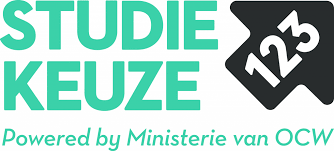 STUDIE
KEUZE 123
Powered by Ministerie van OCW